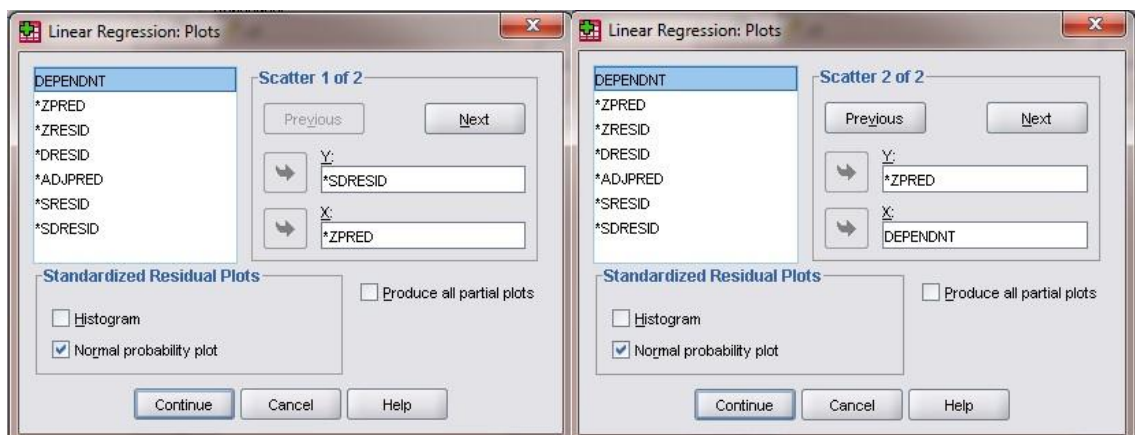 Linear Regression: Plots
DEPENDNT
*ZPRED
*ZRESID
*DRESID
*ADJPRED
*SRESID
*SDRESID
Scatter 1 of 2
Previous
Next
Y:
*SDRESID
X:
*ZPRED
Standardized Residual Plots
Histogram
Normal probability plot
Produce all partial plots
Continue
Cancel
Help
Linear Regression: Plots
DEPENDNT
*ZPRED
*ZRESID
*DRESID
*ADJPRED
*SRESID
*SDRESID
Scatter 2 of 2
Previous
Next
Y:
*ZPRED
X:
DEPENDNT
Standardized Residual Plots
Histogram
Normal probability plot
Produce all partial plots
Continue
Cancel
Help